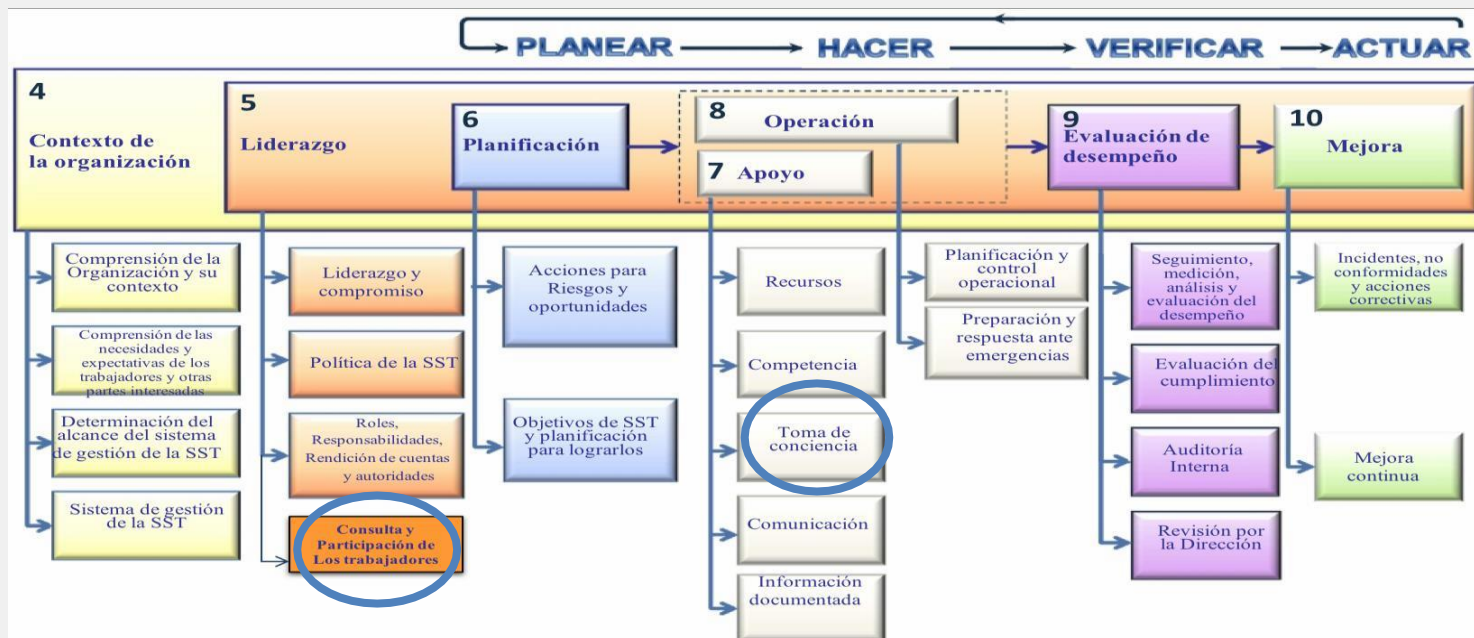 PLANEAR
HACER
VERIFICAR
ACTUAR
4
Contexto de
la organización
5
Liderazgo
6
Planificación
8
Operación
7
Apoyo
9
Evaluación de
desempeño
10
Mejora
Comprensión de la
Organización y su
contexto
Comprensión de las
necesidades y
expectativas de los
trabajadores y otras
partes interesadas
Determinación del
alcance del sistema
de gestión de la SST
Sistema de gestión
de la SST
Liderazgo y
compromiso
Política de la SST
Roles,
Responsabilidades,
Rendición de cuentas
y autoridades
Consulta y
Participación de
Los trabajadores
Acciones para
Riesgos y
oportunidades
Objetivos de SST
y planificación
para lograrlos
Recursos
Competencia
Toma de
conciencia
Comunicación
Información
documentada
Planificación y
control
operacional
Preparación y
respuesta ante
emergencias
Seguimiento,
medición,
análisis y
evaluación del
desempeño
Evaluación del
cumplimiento
Auditoría
Interna
Revisión por
la Dirección
Incidentes, no
conformidades
y acciones
correctivas
Mejora
continua